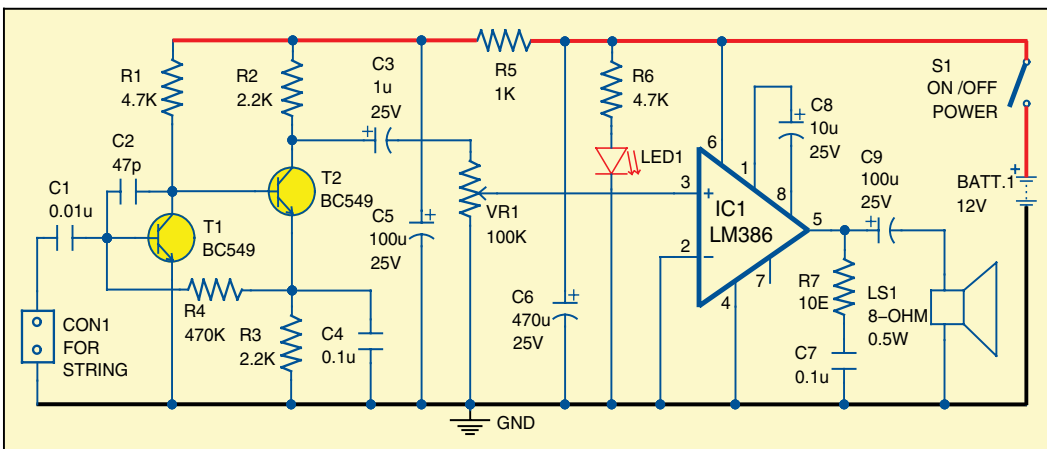 R1
4.7K
R2
2.2K
C3
1u
25V
R5
1K
R6
4.7K
S1
ON /OFF
POWER
C2
47p
C1
0.01u
T1
BC549
T2
BC549
+
VR1
100K
C5
100u
25V
+
LED1
6
1
C8
10u
25V
+
8
3
+
IC1
LM386
2
–
5
7
4
C9
100u
25V
+
BATT.1
12V
+
R4
470K
R3
2.2K
C4
0.1u
C6
470u
25V
+
R7
10E
C7
0.1u
LS1
8–OHM
0.5W
CON1
FOR
STRING
GND